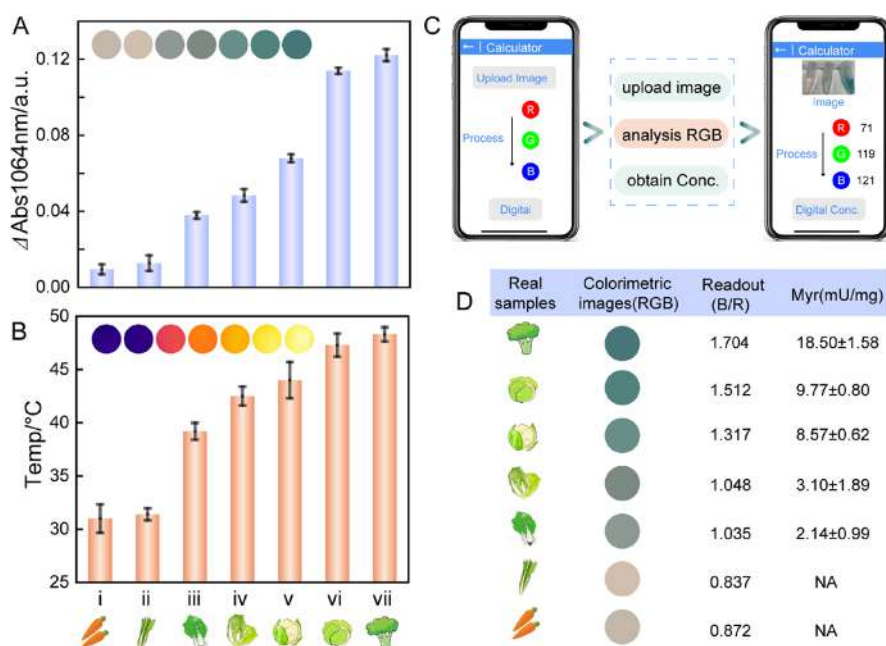 A
ΔAbs1064nm/a.u.
0.12
0.08
0.04
0.00
B
Temp/°C
50
45
40
35
30
25
i ii iii iv v vi vii
C
← | Calculator
Upload Image
R
Process
G
B
Digital
upload image
analysis RGB
obtain Conc.
← | Calculator
Image
R 71
Process
G 119
B 121
Digital Conc.
D
Real samples Colorimetric images(RGB) Readout (B/R) Myr(mU/mg)
1.704 18.50±1.58
1.512 9.77±0.80
1.317 8.57±0.62
1.048 3.10±1.89
1.035 2.14±0.99
0.837 NA
0.872 NA